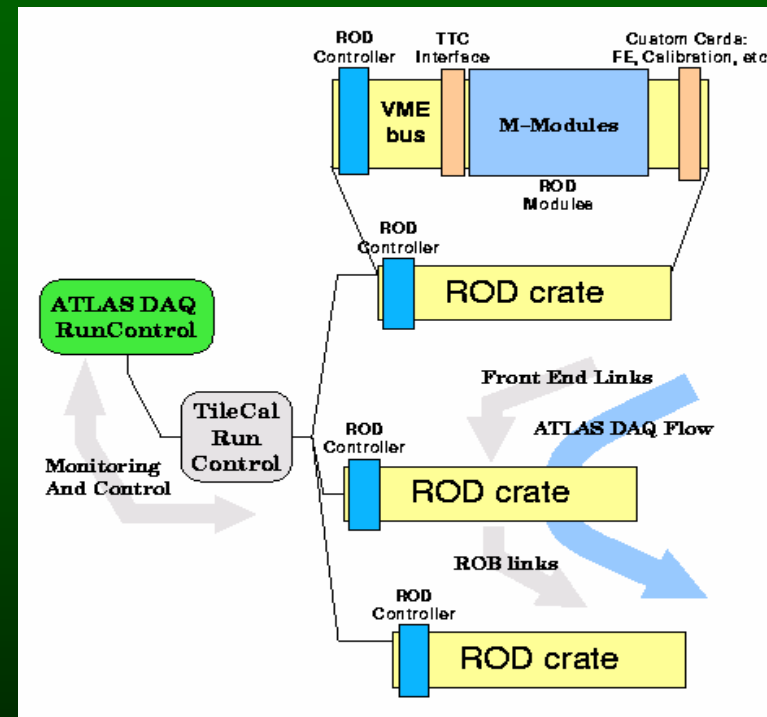 ROD
Controller
TTC
Interface
Custom Cards:
FE, Calibration, etc
VME
bus
M-Modules
ROD
Modules
ROD
Controller
ROD crate
ATLAS DAQ
RunControl
Front End Links
TileCal
Run
Control
ROD
Controller
ATLAS DAQ Flow
Monitoring
And Control
ROD crate
ROB links
ROD
Controller
ROD crate